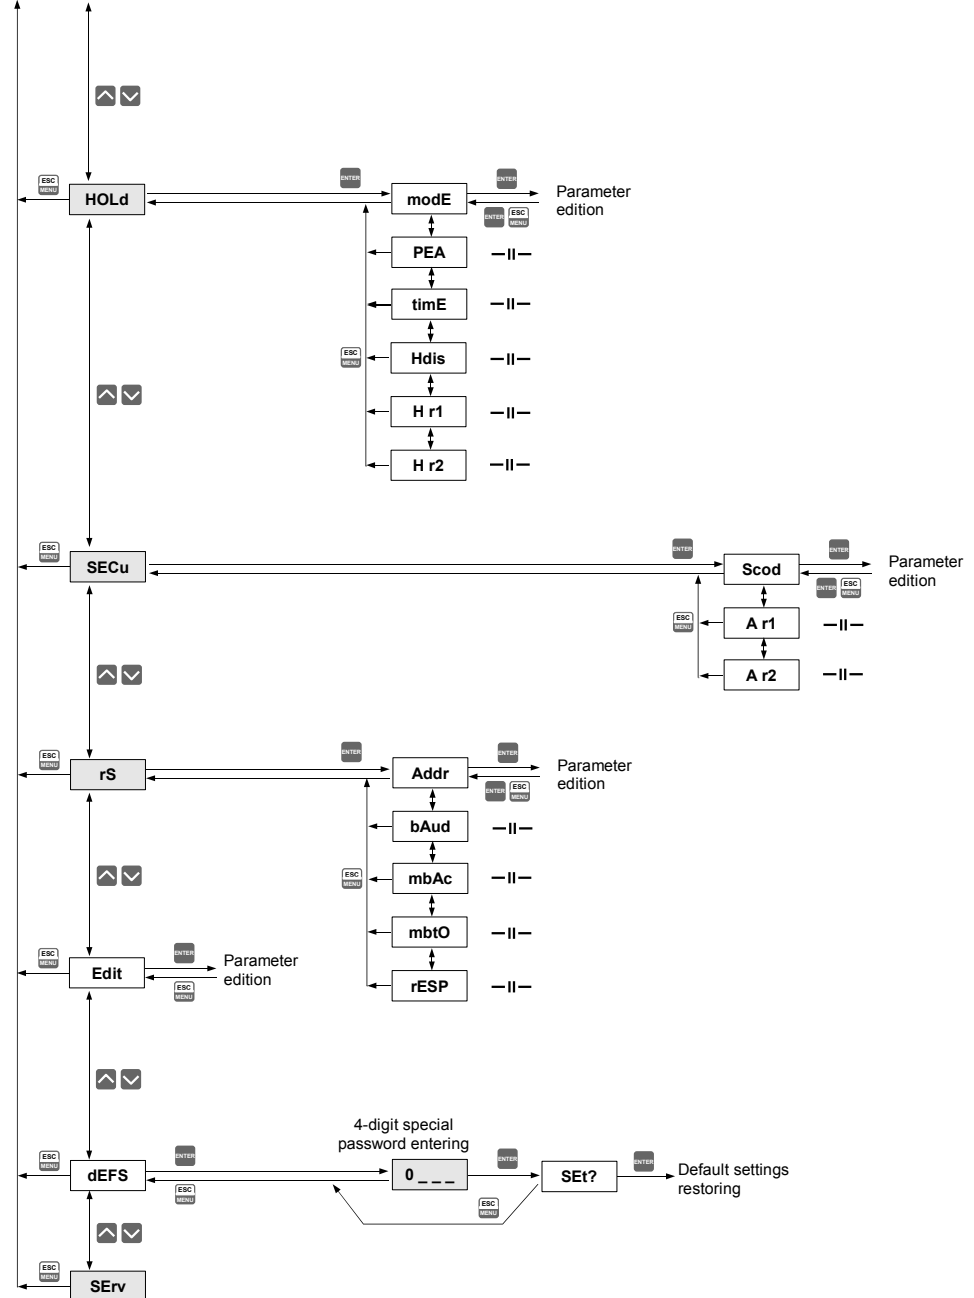 ESC
MENU
HOLd
ENTER
modE
ENTER
ENTER
ESC
MENU
Parameter
edition
PEA
–II–
timE
–II–
ESC
MENU
Hdis
–II–
H r1
–II–
H r2
–II–
ESC
MENU
SECu
ENTER
Scod
ENTER
ENTER
ESC
MENU
Parameter
edition
ESC
MENU
A r1
–II–
A r2
–II–
ESC
MENU
rS
ENTER
Addr
ENTER
ENTER
ESC
MENU
Parameter
edition
bAud
–II–
ESC
MENU
mbAc
–II–
mbtO
–II–
rESP
–II–
ESC
MENU
Edit
ENTER
ESC
MENU
Parameter
edition
4-digit special
password entering
ESC
MENU
dEFS
ENTER
ESC
MENU
0 _ _ _
ENTER
ESC
MENU
SEt?
ENTER
Default settings
restoring
ESC
MENU
SErv